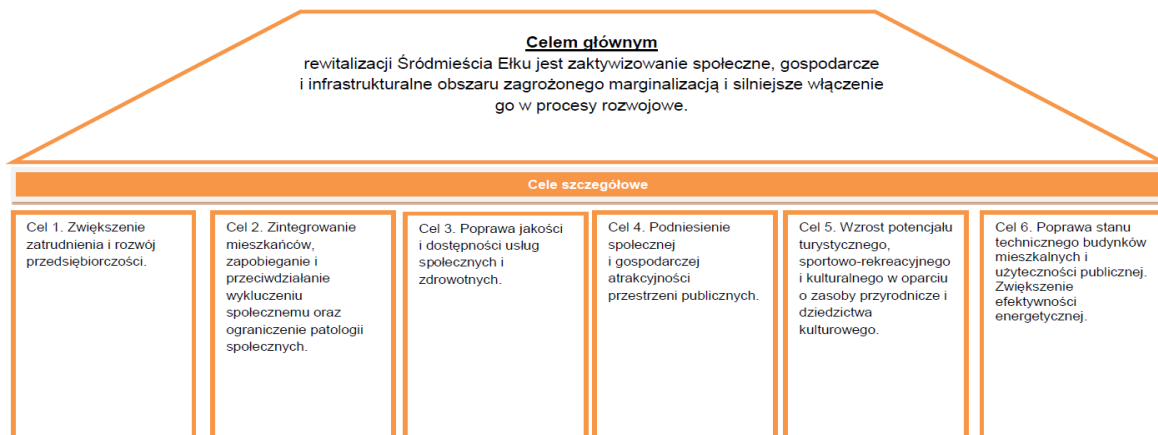 Celem głównym
rewitalizacji Śródmieścia Ełku jest zaktywizowanie społeczne, gospodarcze
i infrastrukturalne obszaru zagrożonego marginalizacją i silniejsze włączenie
go w procesy rozwojowe.
Cele szczegółowe
Cel 1. Zwiększenie
zatrudnienia i rozwój
przedsiębiorczości.
Cel 2. Zintegrowanie
mieszkańców,
zapobieganie i
przeciwdziałanie
wykluczeniu
społecznemu oraz
ograniczenie patologii
społecznych.
Cel 3. Poprawa jakości
i dostępności usług
społecznych i
zdrowotnych.
Cel 4. Podniesienie
społecznej
i gospodarczej
atrakcyjności
przestrzeni publicznych.
Cel 5. Wzrost potencjału
turystycznego,
sportowo-rekreacyjnego
i kulturalnego w oparciu
o zasoby przyrodnicze i
dziedzictwa
kulturowego.
Cel 6. Poprawa stanu
technicznego budynków
mieszkalnych i
użyteczności publicznej.
Zwiększenie
efektywności
energetycznej.